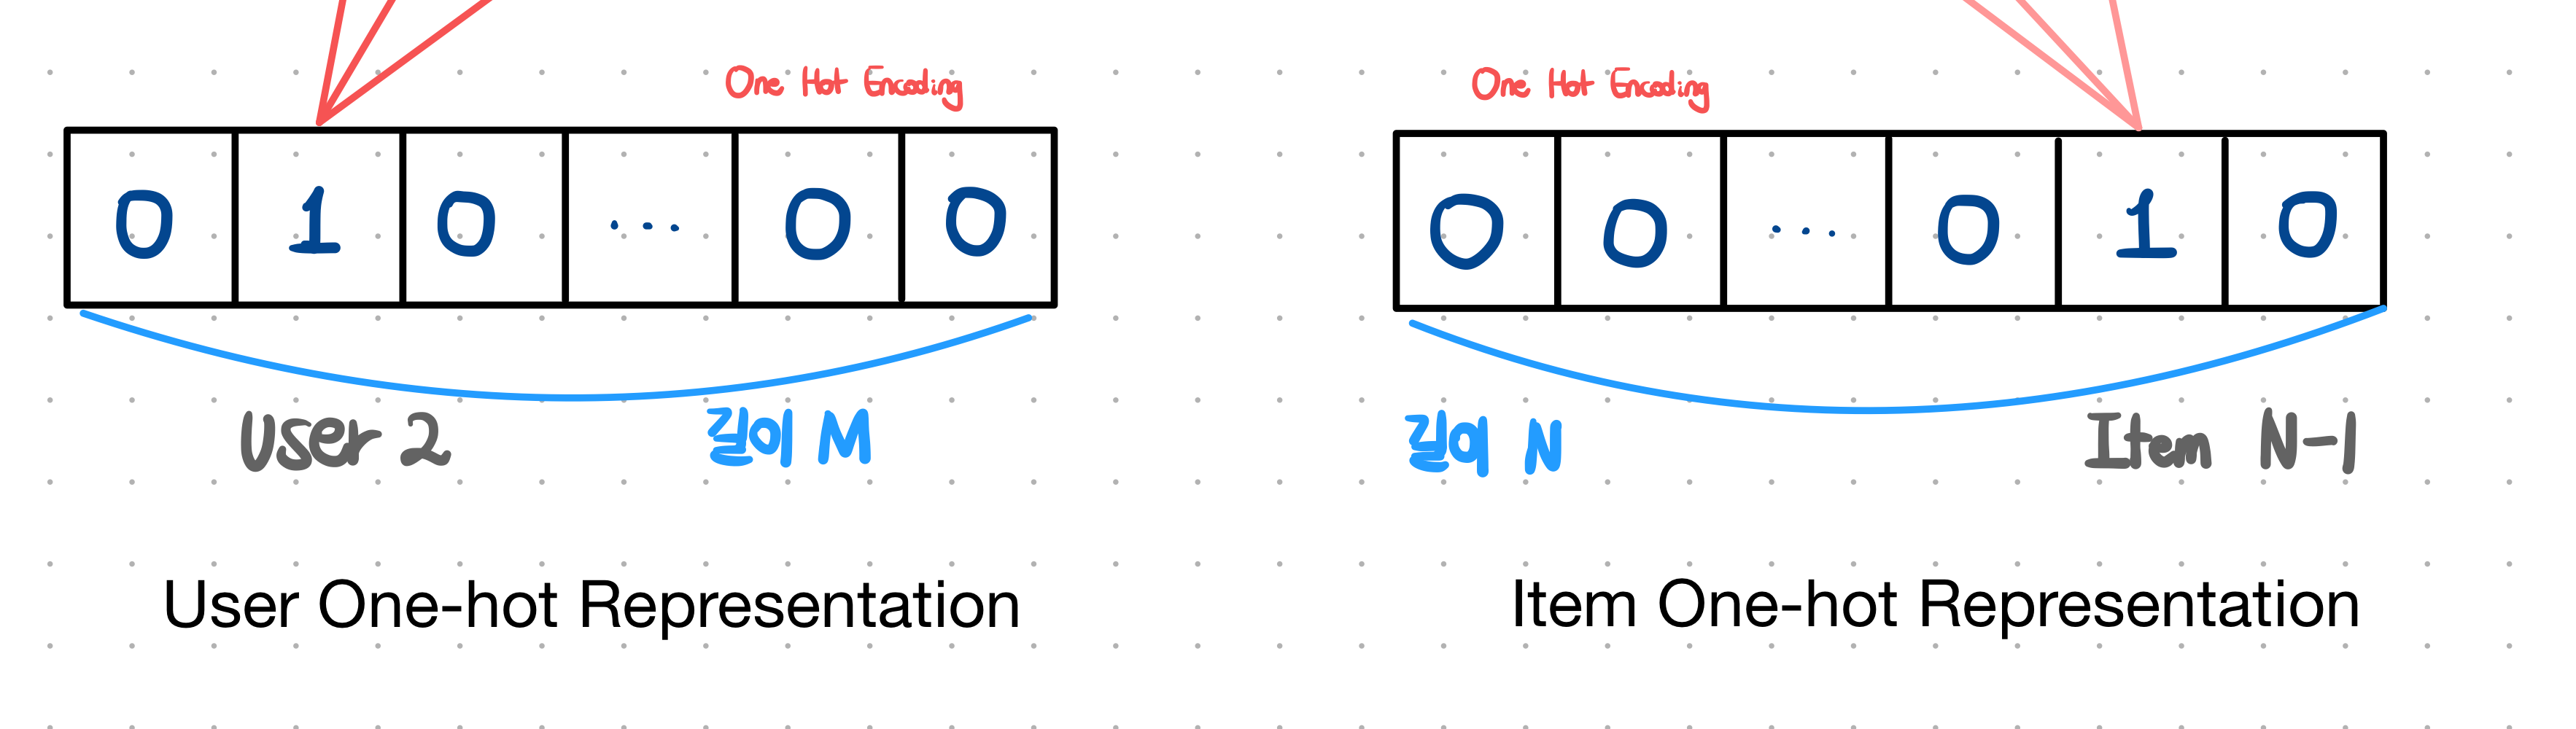 One Hot Encoding
0 1 0 ... 0 0
User 2 길이 M
User One-hot Representation
One Hot Encoding
0 0 ... 0 1 0
길이 N Item N-1
Item One-hot Representation